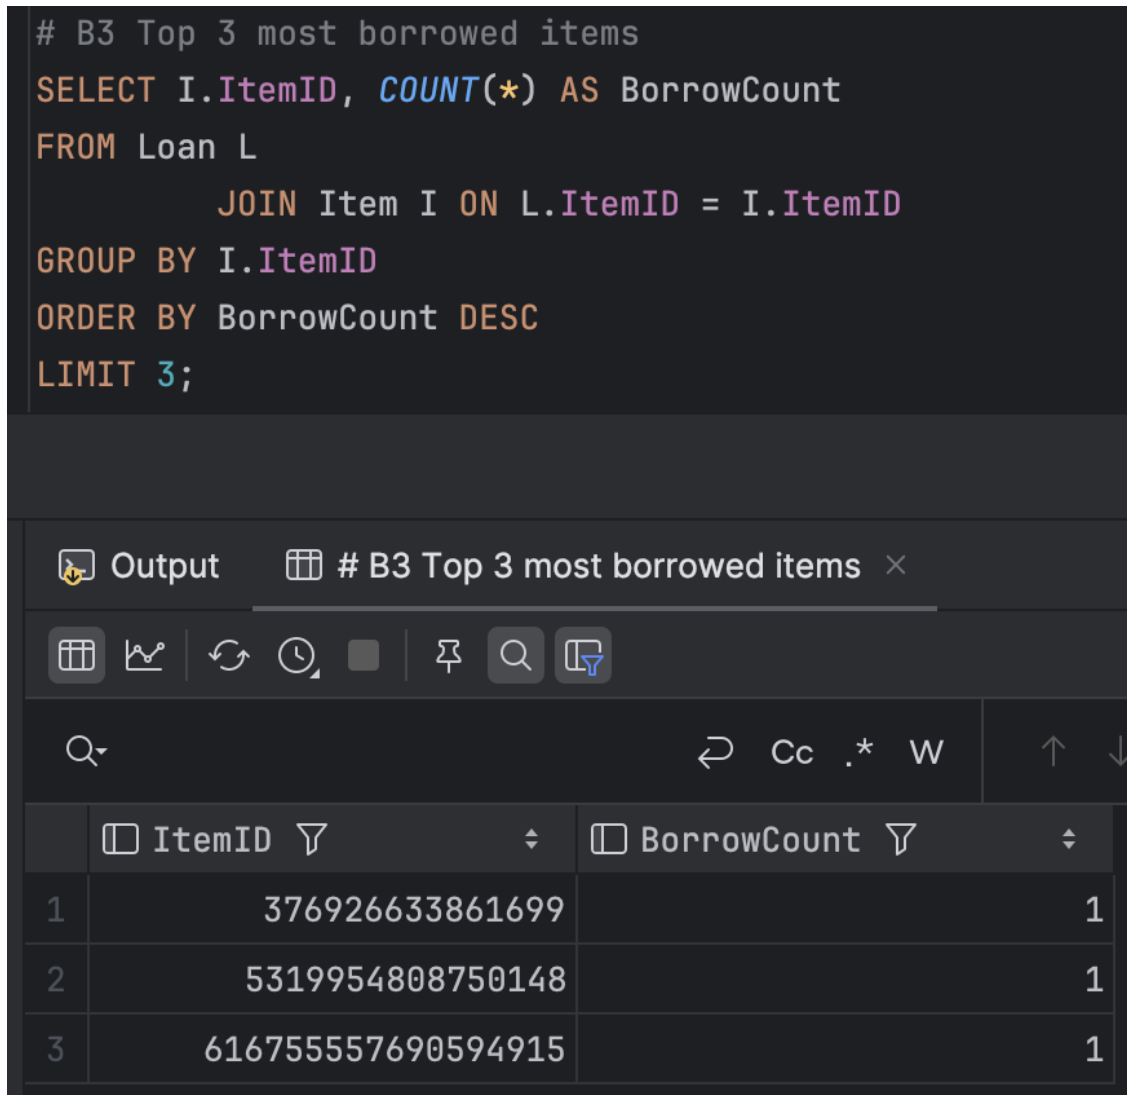 # B3 Top 3 most borrowed items
SELECT I.ItemID, COUNT(*) AS BorrowCount
FROM Loan L
JOIN Item I ON L.ItemID = I.ItemID
GROUP BY I.ItemID
ORDER BY BorrowCount DESC
LIMIT 3;
Output # B3 Top 3 most borrowed items
Cc .* W
ItemID BorrowCount
1 376926633861699 1
2 5319954808750148 1
3 616755557690594915 1